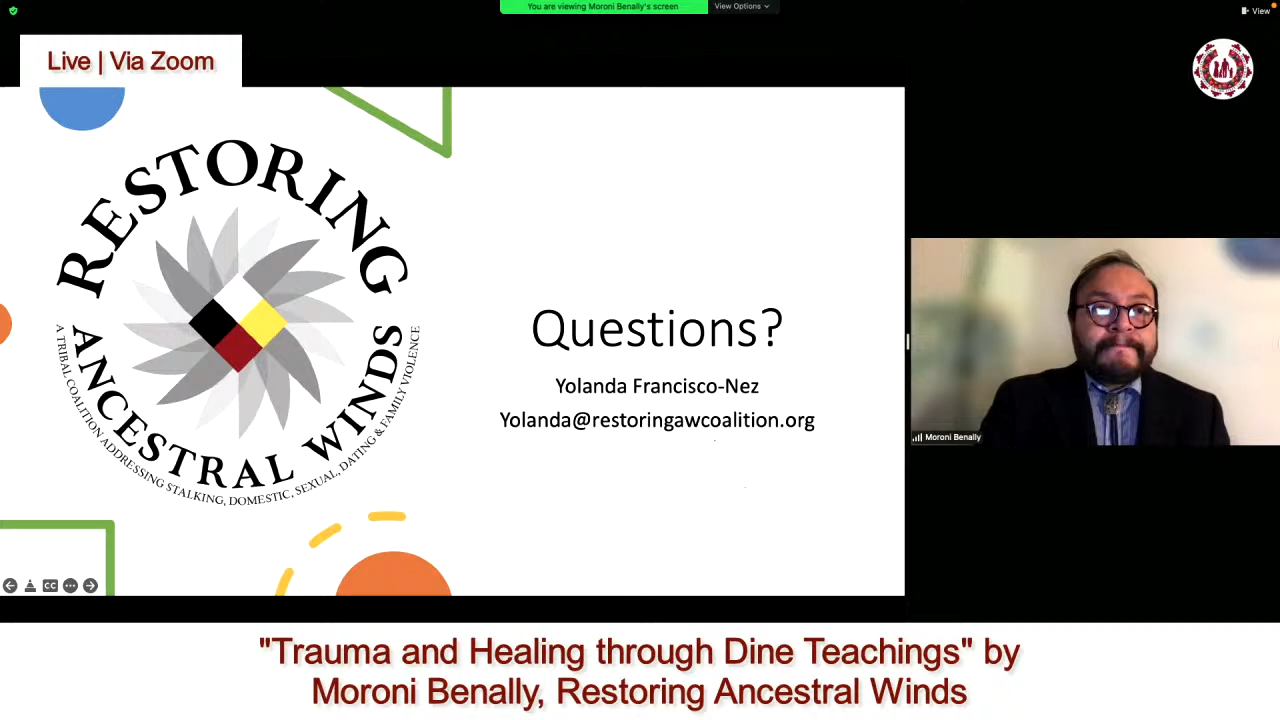 You are viewing Moroni Benally's screen
View Options
View
Live | Via Zoom
RESTORING
ANCESTRAL WINDS
A TRIBAL COALITION ADDRESSING STALKING, DOMESTIC, SEXUAL, DATING & FAMILY VIOLENCE
Questions?
Yolanda Francisco-Nez
Yolanda@restoringawcoalition.org
Moroni Benally
CC
"Trauma and Healing through Dine Teachings" by
Moroni Benally, Restoring Ancestral Winds